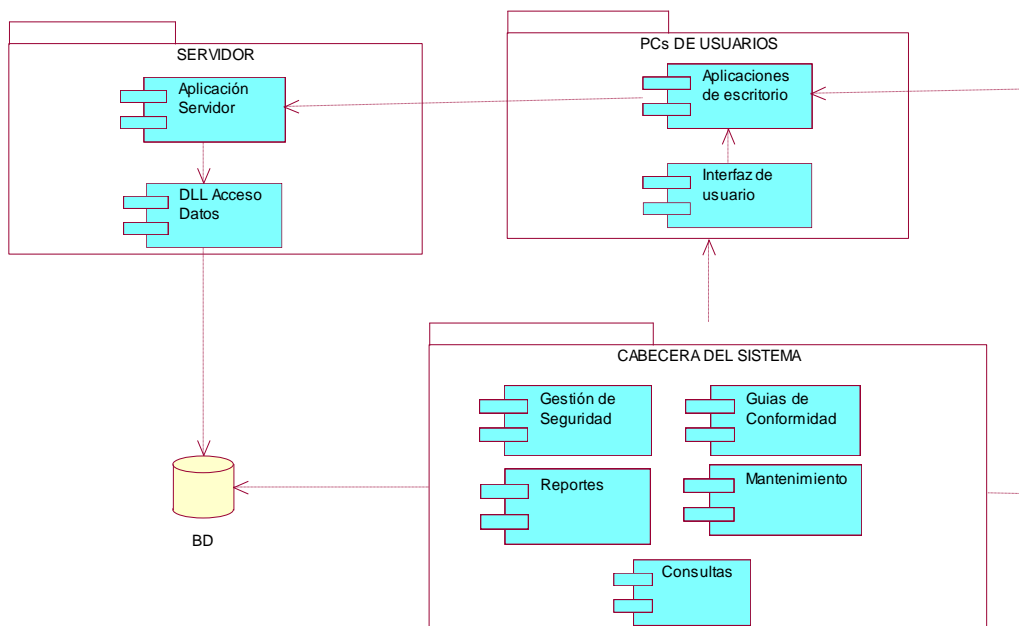 SERVIDOR
Aplicación
Servidor
DLL Acceso
Datos
PCs DE USUARIOS
Aplicaciones
de escritorio
Interfaz de
usuario
CABECERA DEL SISTEMA
Gestión de
Seguridad
Guias de
Conformidad
Reportes
Mantenimiento
Consultas
BD